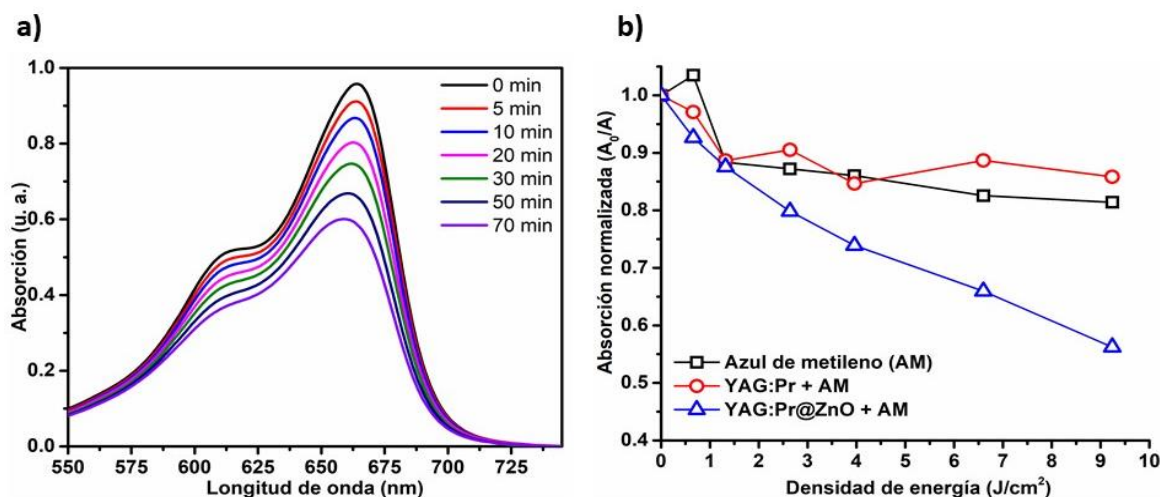 a)
1.0
0.8
0.6
0.4
0.2
0.0
Absorción (u. a.)
550 575 600 625 650 675 700 725
Longitud de onda (nm)
0 min
5 min
10 min
20 min
30 min
50 min
70 min
b)
1.0
0.9
0.8
0.7
0.6
0.5
0.4
Absorción normalizada (A₀/A)
0 1 2 3 4 5 6 7 8 9 10
Densidad de energía (J/cm²)
Azul de metileno (AM)
YAG:Pr + AM
YAG:Pr@ZnO + AM